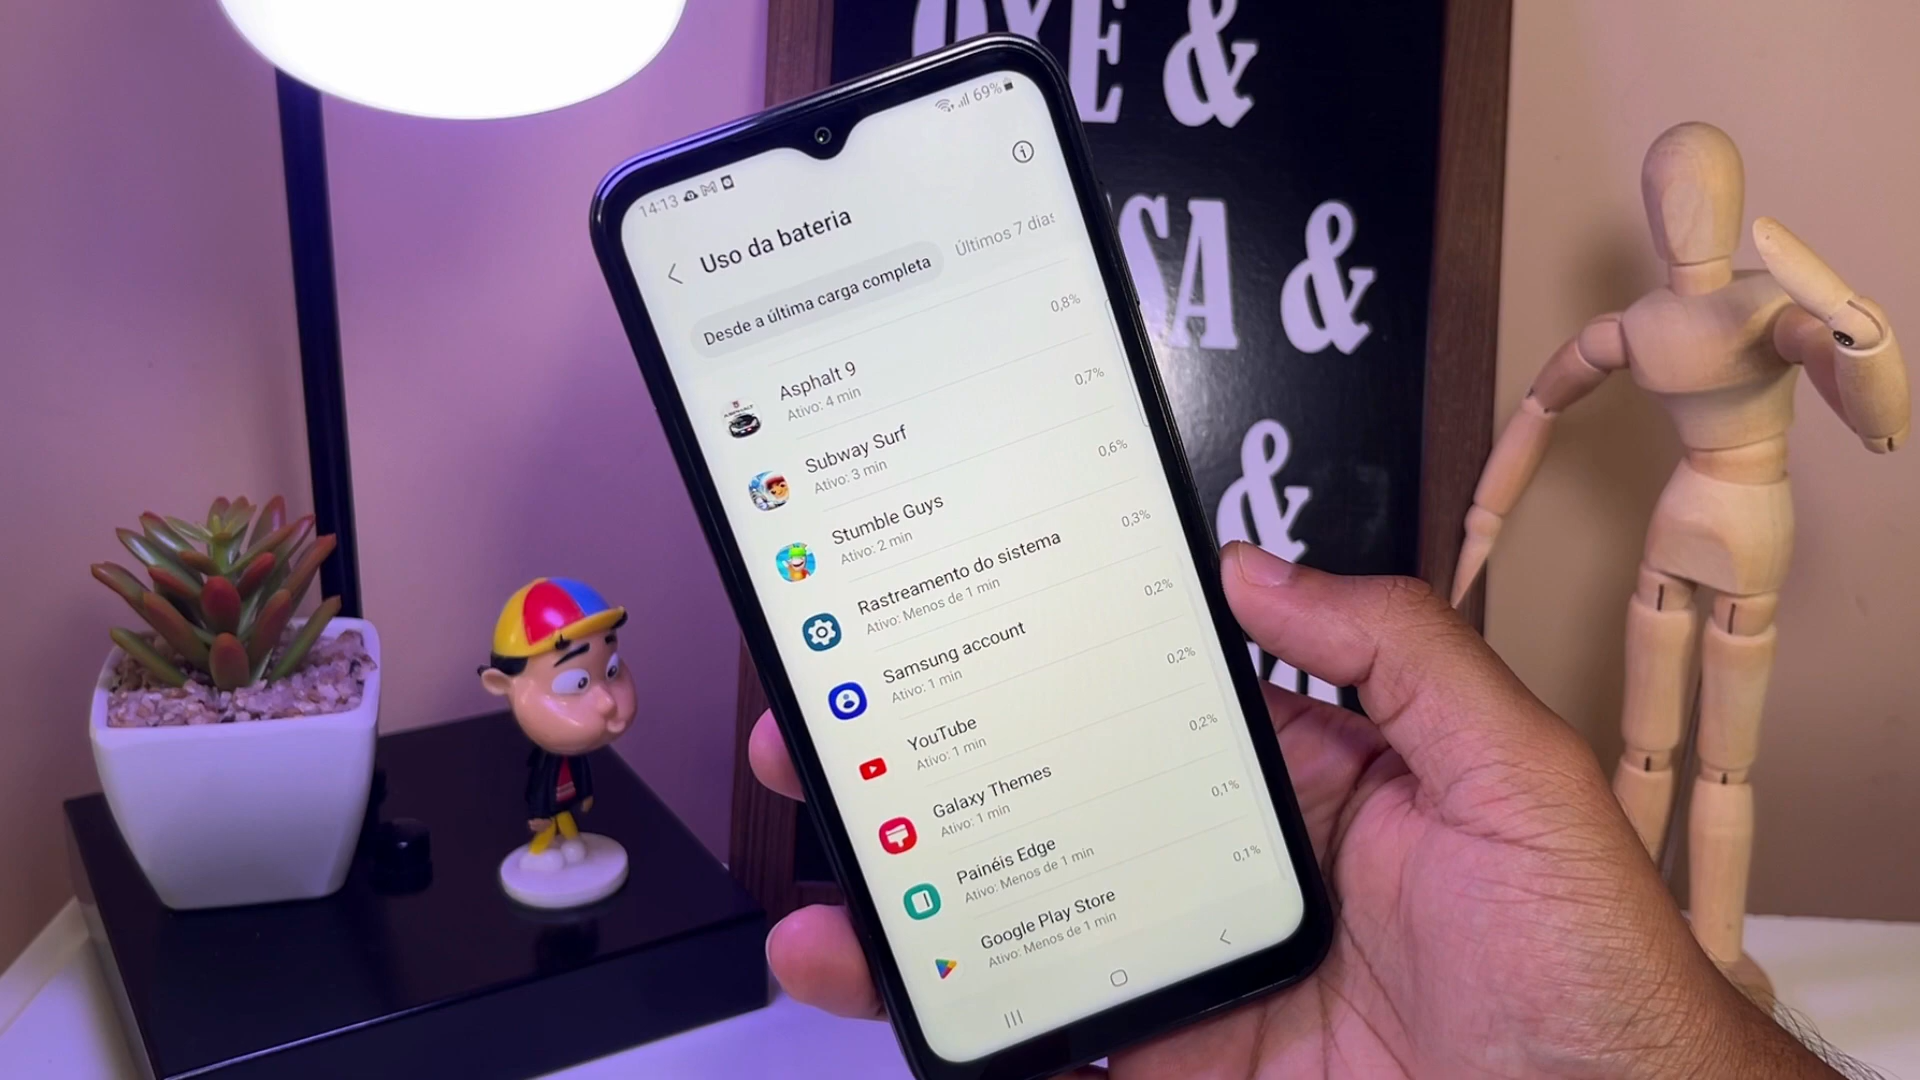 14:13
69%
Uso da bateria
Desde a última carga completa
Últimos 7 dias
0,8%
Asphalt 9
Ativo: 4 min
0,7%
Subway Surf
Ativo: 3 min
0,6%
Stumble Guys
Ativo: 2 min
0,3%
Rastreamento do sistema
Ativo: Menos de 1 min
0,2%
Samsung account
Ativo: 1 min
0,2%
YouTube
Ativo: 1 min
0,2%
Galaxy Themes
Ativo: 1 min
0,1%
Painéis Edge
Ativo: Menos de 1 min
0,1%
Google Play Store
Ativo: Menos de 1 min
OXE &
SSA &
&